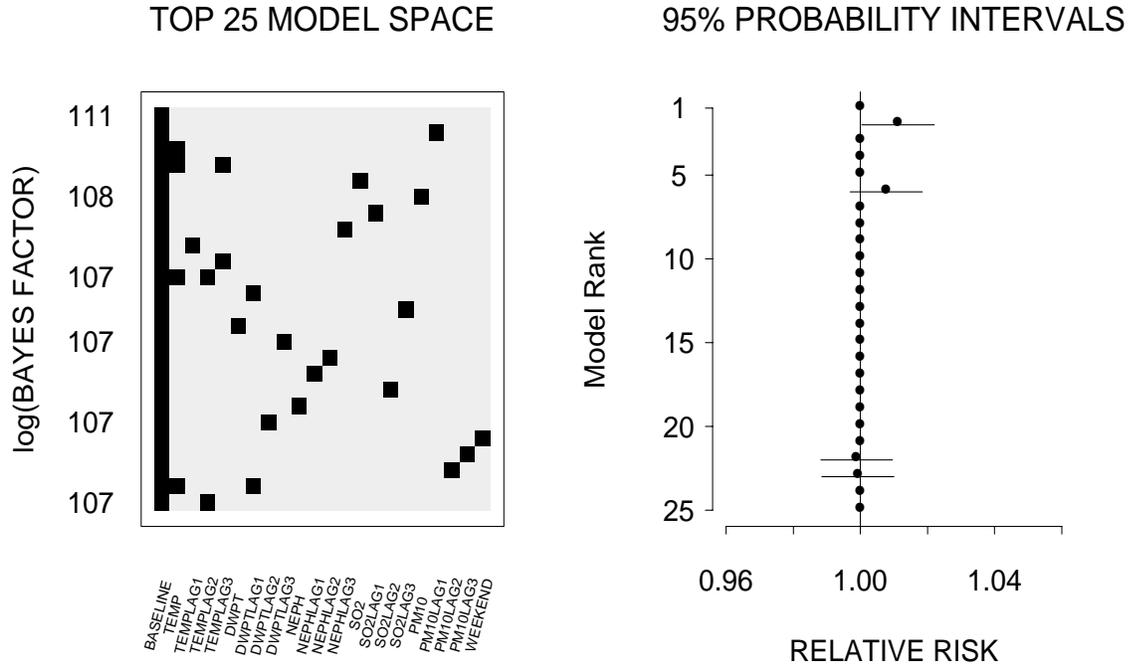 TOP 25 MODEL SPACE
95% PROBABILITY INTERVALS
log(BAYES FACTOR)
111
108
107
107
107
107
BASELINE
TEMP
TEMPLAG1
TEMPLAG2
TEMPLAG3
DWPT
DWPTLAG1
DWPTLAG2
DWPTLAG3
NEPH
NEPHLAG1
NEPHLAG2
NEPHLAG3
SO2
SO2LAG1
SO2LAG2
SO2LAG3
PM10
PM10LAG1
PM10LAG2
PM10LAG3
WEEKEND
Model Rank
1
5
10
15
20
25
0.96 1.00 1.04
RELATIVE RISK